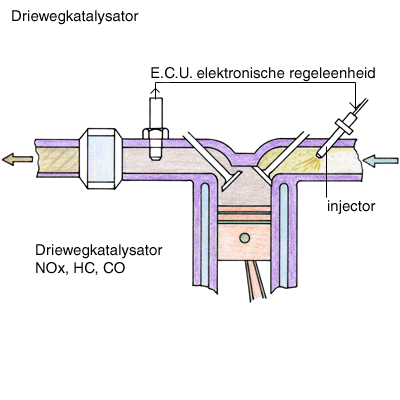 Driewegkatalysator
E.C.U. elektronische regeleenheid
injector
Driewegkatalysator
NOx, HC, CO